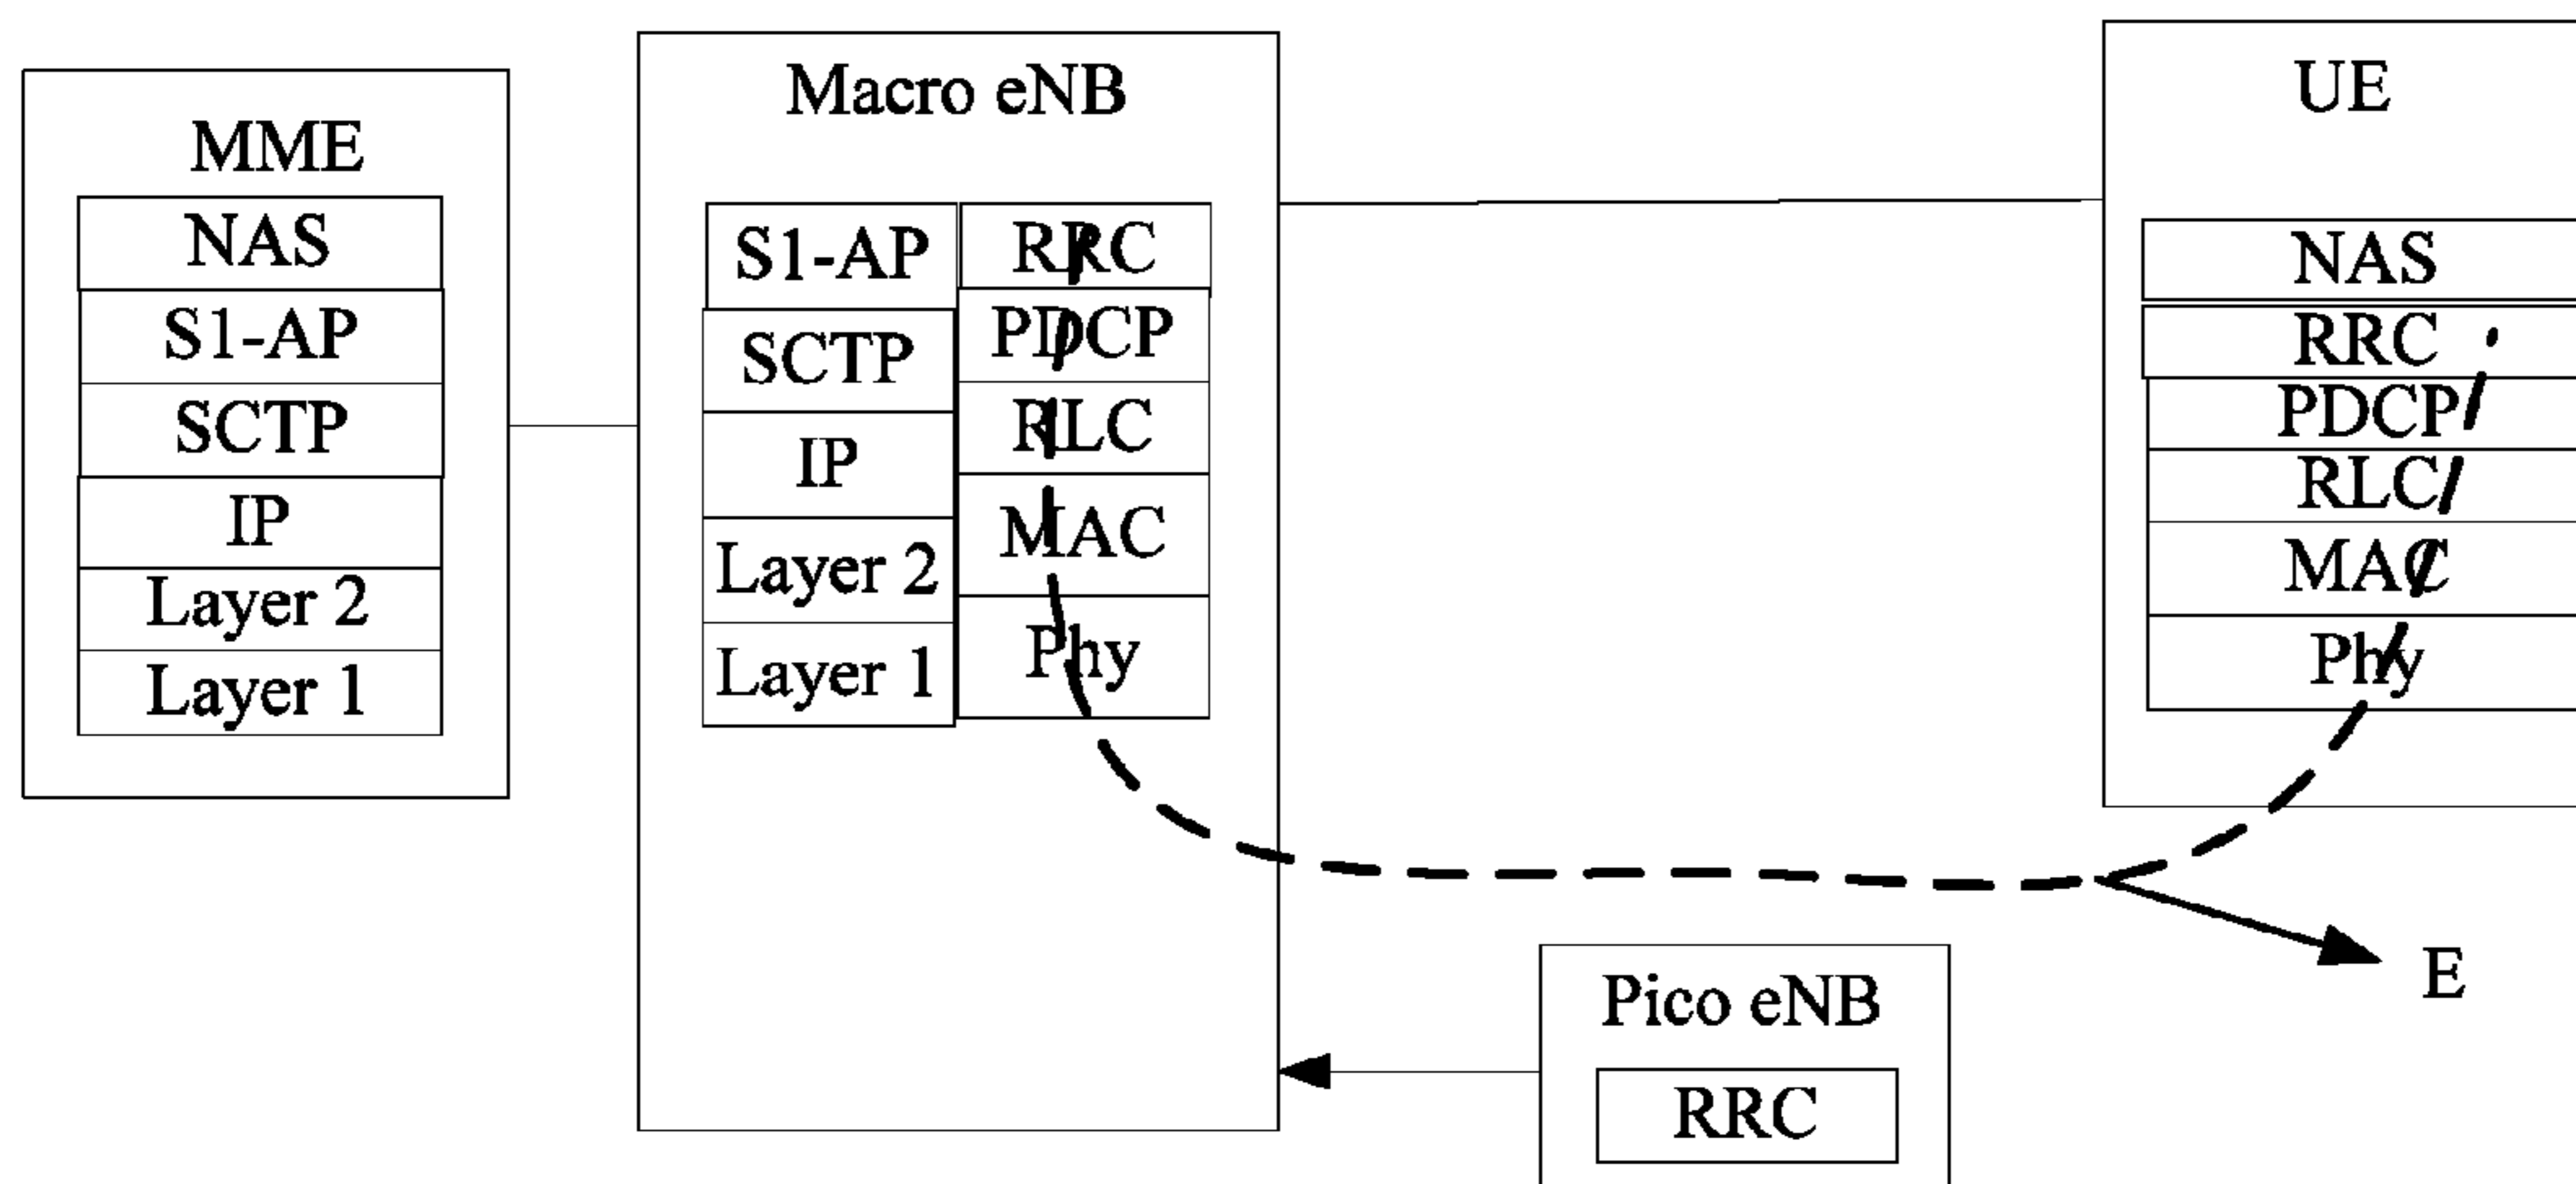 MME
NAS
S1-AP
SCTP
IP
Layer 2
Layer 1
Macro eNB
S1-AP
SCTP
IP
Layer 2
Layer 1
RRC
PDCP
RLC
MAC
Phy
UE
NAS
RRC
PDCP
RLC
MAC
Phy
E
Pico eNB
RRC